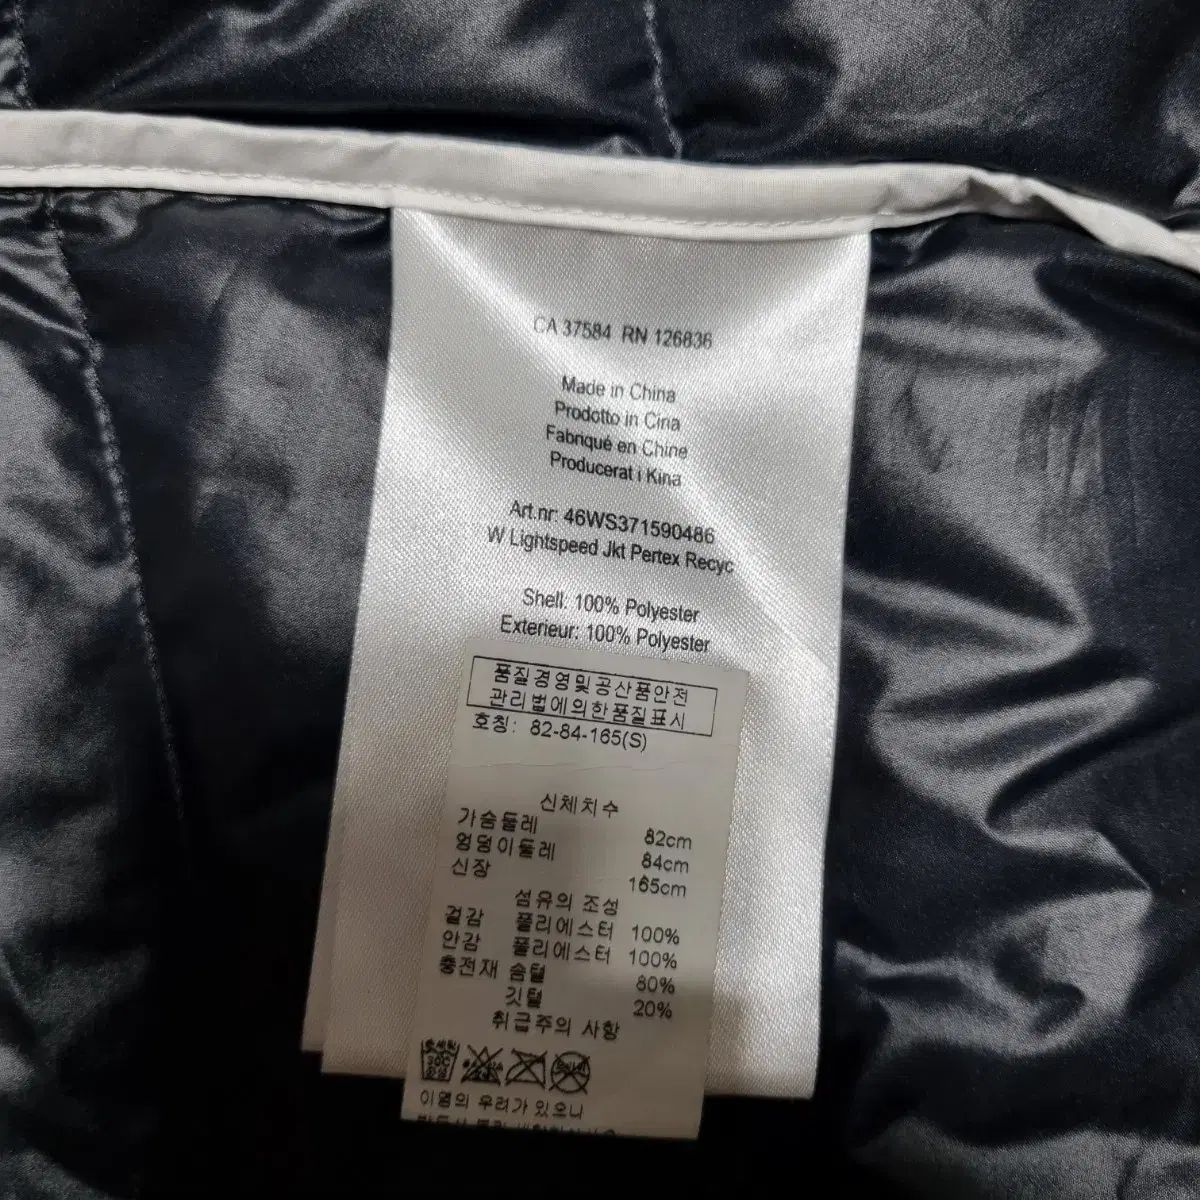 CA 37584 RN 126836
Made in China
Prodotto in Cina
Fabriqué en Chine
Producerat i Kina
Art.nr: 46WS371590486
W Lightspeed Jkt Pertex Recyc
Shell: 100% Polyester
Exterieur: 100% Polyester
품질경영및공산품안전
관리법에의한품질표시
호칭: 82-84-165(S)
신체치수
가슴둘레 82cm
엉덩이둘레 84cm
신장 165cm
섬유의 조성
겉감 폴리에스터 100%
안감 폴리에스터 100%
충전재 솜털 80%
깃털 20%
취급주의 사항
이염의 우려가 있으니